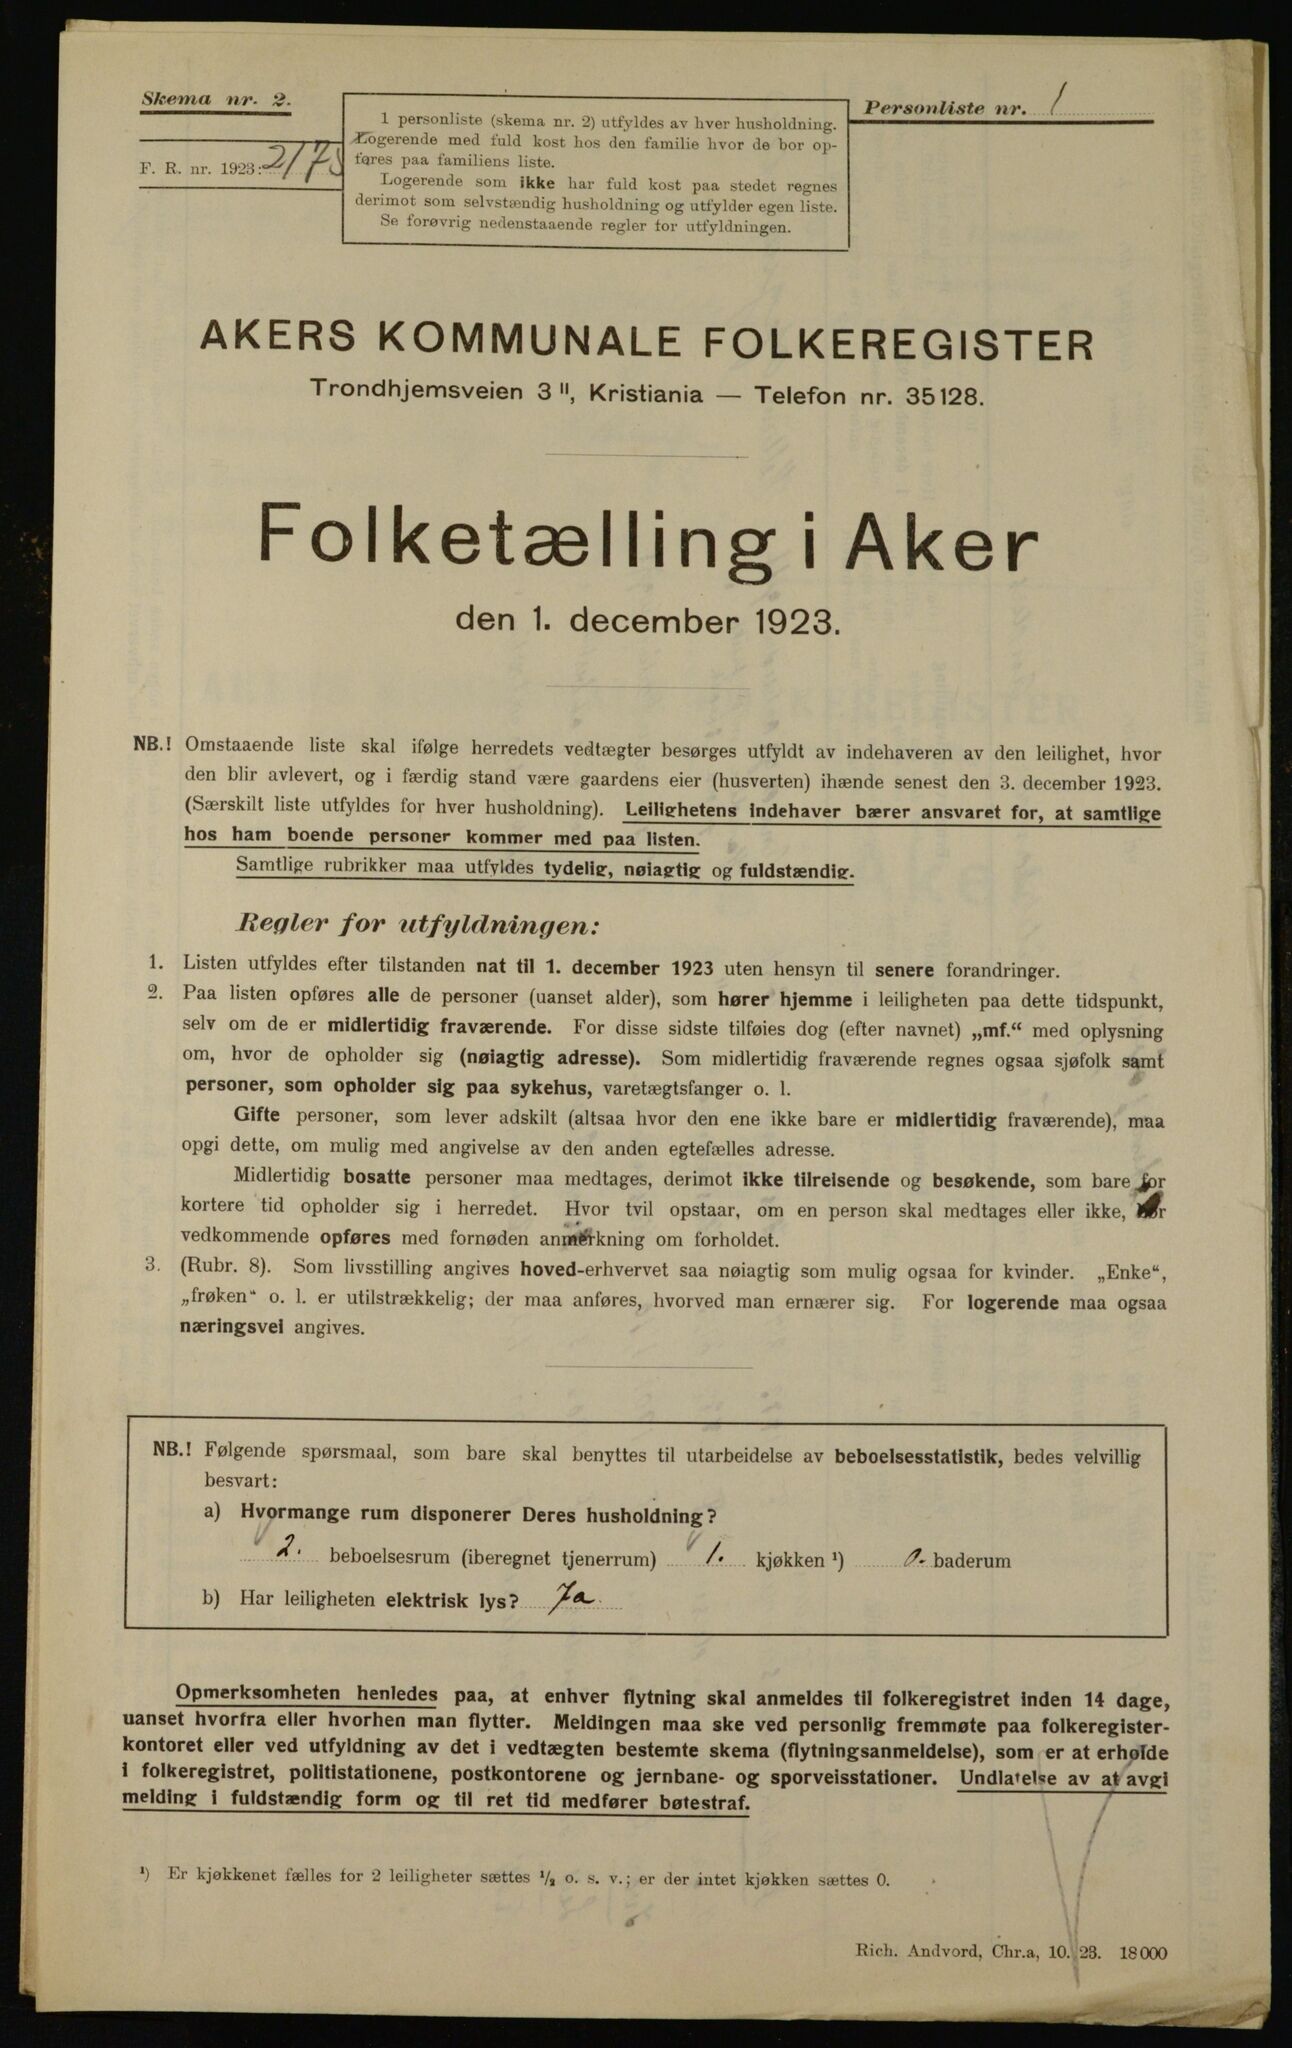 Skema nr. 2.
Personliste nr. 1
F. R. nr. 1923: 2175
1 personliste (skema nr. 2) utfyldes av hver husholdning.
Logerende med fuld kost hos den familie hvor de bor op-
føres paa familiens liste.
Logerende som ikke har fuld kost paa stedet regnes
derimot som selvstændig husholdning og utfylder egen liste.
Se forøvrig nedenstaaende regler for utfyldningen.
AKERS KOMMUNALE FOLKEREGISTER
Trondhjemsveien 3 II, Kristiania — Telefon nr. 35128.
Folketælling i Aker
den 1. december 1923.
NB.! Omstaaende liste skal ifølge herredets vedtægter besørges utfyldt av indehaveren av den leilighet, hvor
den blir avlevert, og i færdig stand være gaardens eier (husverten) ihænde senest den 3. december 1923.
(Særskilt liste utfyldes for hver husholdning). Leilighetens indehaver bærer ansvaret for, at samtlige
hos ham boende personer kommer med paa listen.
Samtlige rubrikker maa utfyldes tydelig, nøiagtig og fuldstændig.
Regler for utfyldningen:
1. Listen utfyldes efter tilstanden nat til 1. december 1923 uten hensyn til senere forandringer.
2. Paa listen opføres alle de personer (uanset alder), som hører hjemme i leiligheten paa dette tidspunkt,
selv om de er midlertidig fraværende. For disse sidste tilføies dog (efter navnet) „mf.“ med oplysning
om, hvor de opholder sig (nøiagtig adresse). Som midlertidig fraværende regnes ogsaa sjøfolk samt
personer, som opholder sig paa sykehus, varetægtsfanger o. l.
Gifte personer, som lever adskilt (altsaa hvor den ene ikke bare er midlertidig fraværende), maa
opgi dette, om mulig med angivelse av den anden egtefælles adresse.
Midlertidig bosatte personer maa medtages, derimot ikke tilreisende og besøkende, som bare for
kortere tid opholder sig i herredet. Hvor tvil opstaar, om en person skal medtages eller ikke, bør
vedkommende opføres med fornøden anmerkning om forholdet.
3. (Rubr. 8). Som livsstilling angives hoved-erhvervet saa nøiagtig som mulig ogsaa for kvinder. „Enke“,
„frøken“ o. l. er utilstrækkelig; der maa anføres, hvorved man ernærer sig. For logerende maa ogsaa
næringsvei angives.
NB.! Følgende spørsmaal, som bare skal benyttes til utarbeidelse av beboelsesstatistik, bedes velvillig
besvart:
a) Hvormange rum disponerer Deres husholdning?
2. beboelsesrum (iberegnet tjenerrum) 1. kjøkken ¹) 0. baderum
b) Har leiligheten elektrisk lys? Ja
Opmerksomheten henledes paa, at enhver flytning skal anmeldes til folkeregistret inden 14 dage,
uanset hvorfra eller hvorhen man flytter. Meldingen maa ske ved personlig fremmøte paa folkeregister-
kontoret eller ved utfyldning av det i vedtægten bestemte skema (flytningsanmeldelse), som er at erholde
i folkeregistret, politistationene, postkontorene og jernbane- og sporveisstationer. Undlatelse av at avgi
melding i fuldstændig form og til ret tid medfører bøtestraf.
¹) Er kjøkkenet fælles for 2 leiligheter sættes ½ o. s. v.; er der intet kjøkken sættes 0.
Rich. Andvord, Chr.a, 10. 23. 18000